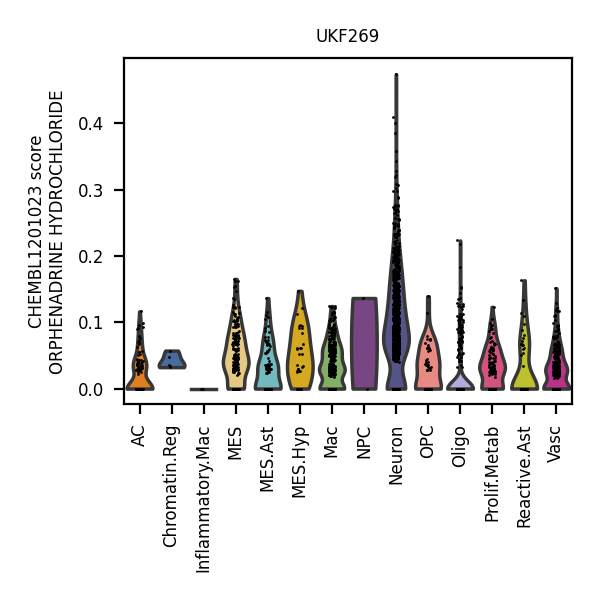 UKF269
CHEMBL1201023 score
ORPHENADRINE HYDROCHLORIDE
0.4
0.3
0.2
0.1
0.0
AC
Chromatin.Reg
Inflammatory.Mac
MES
MES.Ast
MES.Hyp
Mac
NPC
Neuron
OPC
Oligo
Prolif.Metab
Reactive.Ast
Vasc